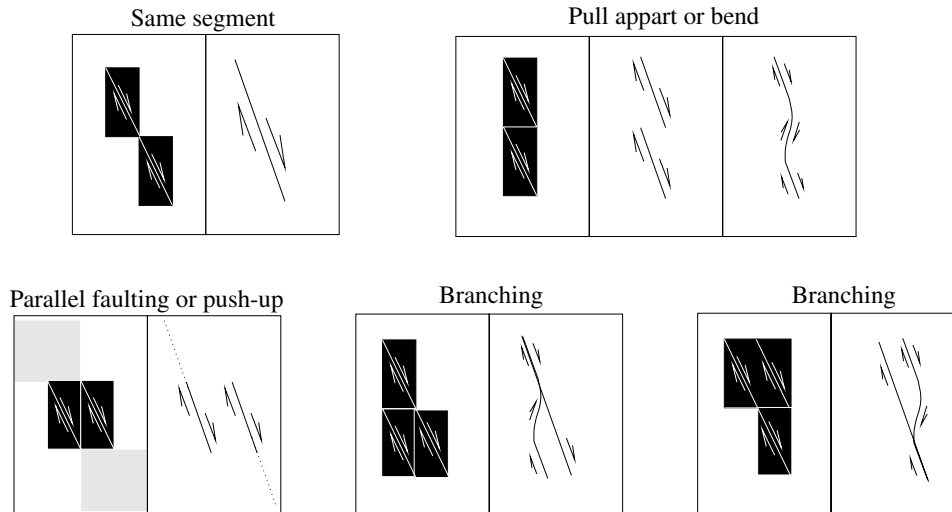 Same segment
Pull appart or bend
Parallel faulting or push-up
Branching
Branching